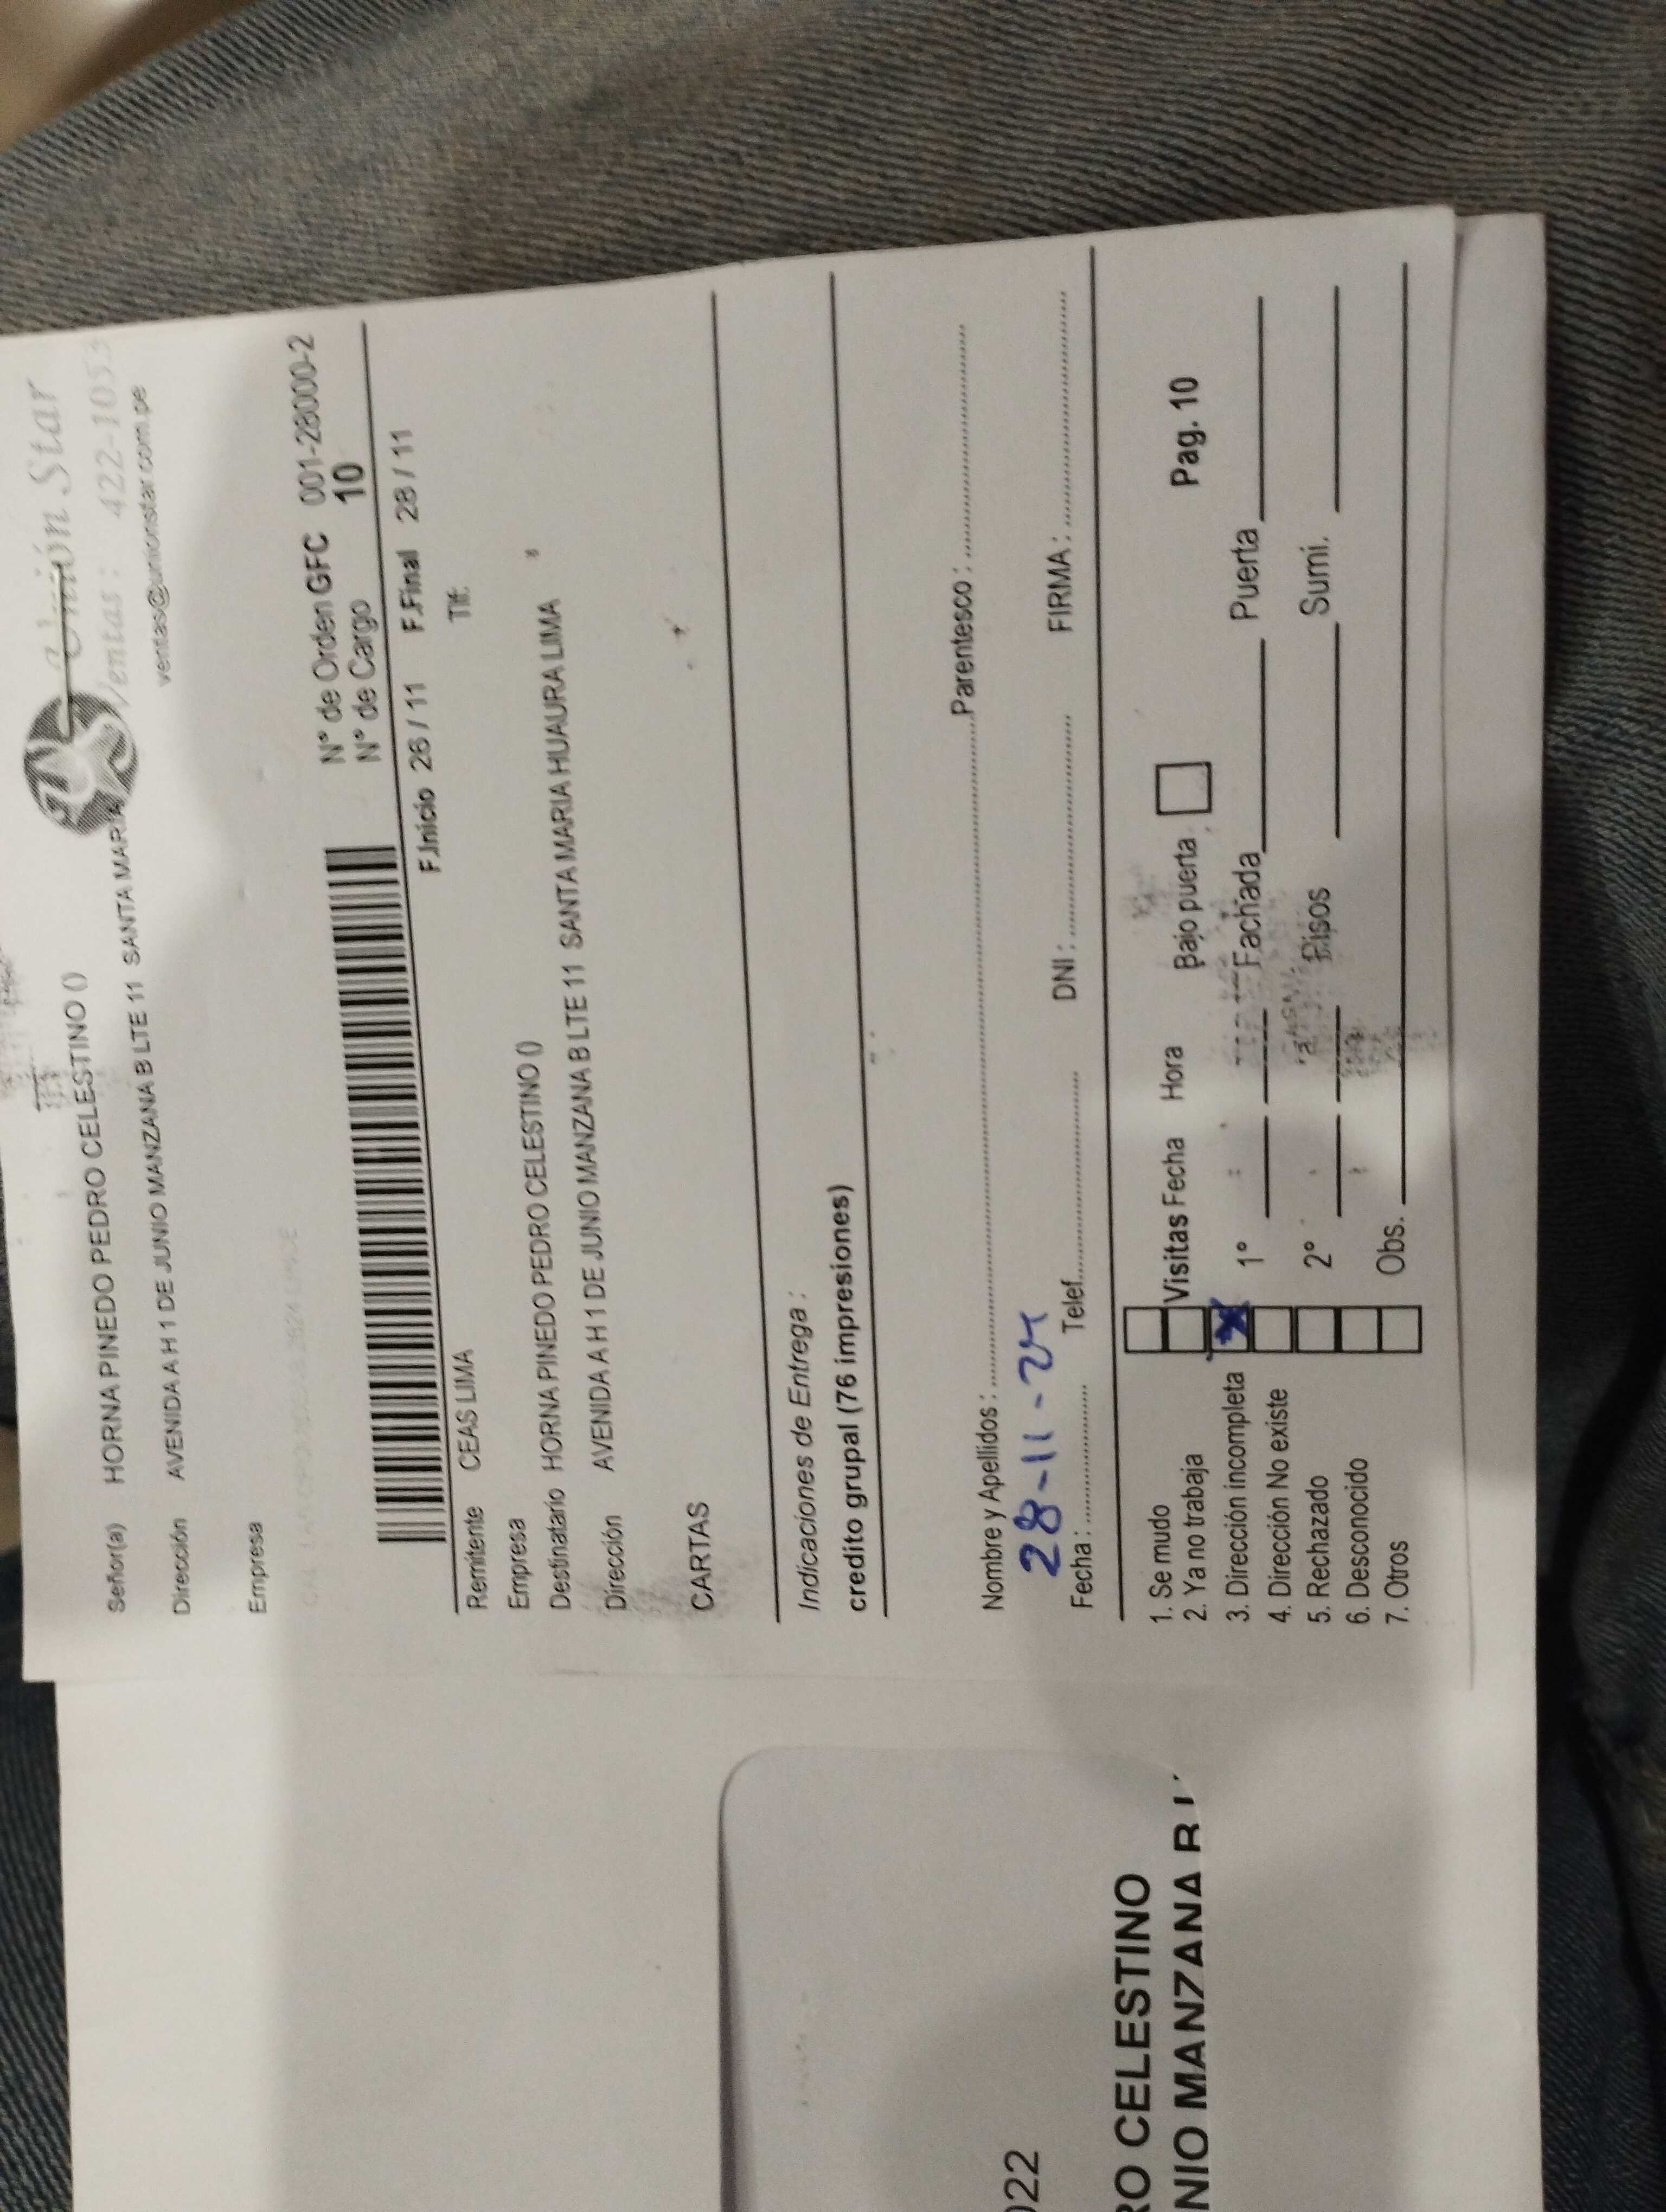 Unión Star
Ventas : 422-105
ventas@unionstar.com.pe
Señor(a) HORNA PINEDO PEDRO CELESTINO ()
Dirección AVENIDA A H 1 DE JUNIO MANZANA B LTE 11 SANTA MARIA
Empresa
N° de Orden GFC 001-28000-2
N° de Cargo 10
F.Inicio 26 / 11 F.Final 28 / 11
Remitente CEAS LIMA Tlf.
Empresa
Destinatario HORNA PINEDO PEDRO CELESTINO ()
Dirección AVENIDA A H 1 DE JUNIO MANZANA B LTE 11 SANTA MARIA HUAURA LIMA
CARTAS
Indicaciones de Entrega :
credito grupal (76 impresiones)
Nombre y Apellidos : Parentesco :
28-11-24
Fecha : Telef. DNI : FIRMA :
1. Se mudo
2. Ya no trabaja Visitas Fecha Hora Bajo puerta Pag. 10
3. Dirección incompleta X 1° Fachada Puerta
4. Dirección No existe
5. Rechazado 2° Pisos Sumi.
6. Desconocido
7. Otros Obs.
022
RO CELESTINO
NIO MANZANA B